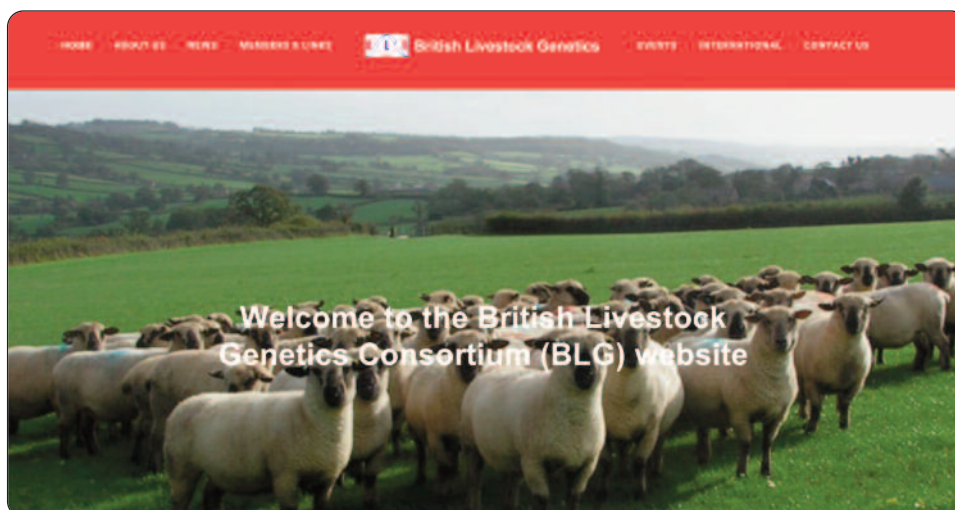 HOME ABOUT US NEWS MEMBERS & LINKS British Livestock Genetics EVENTS INTERNATIONAL CONTACT US
Welcome to the British Livestock
Genetics Consortium (BLG) website